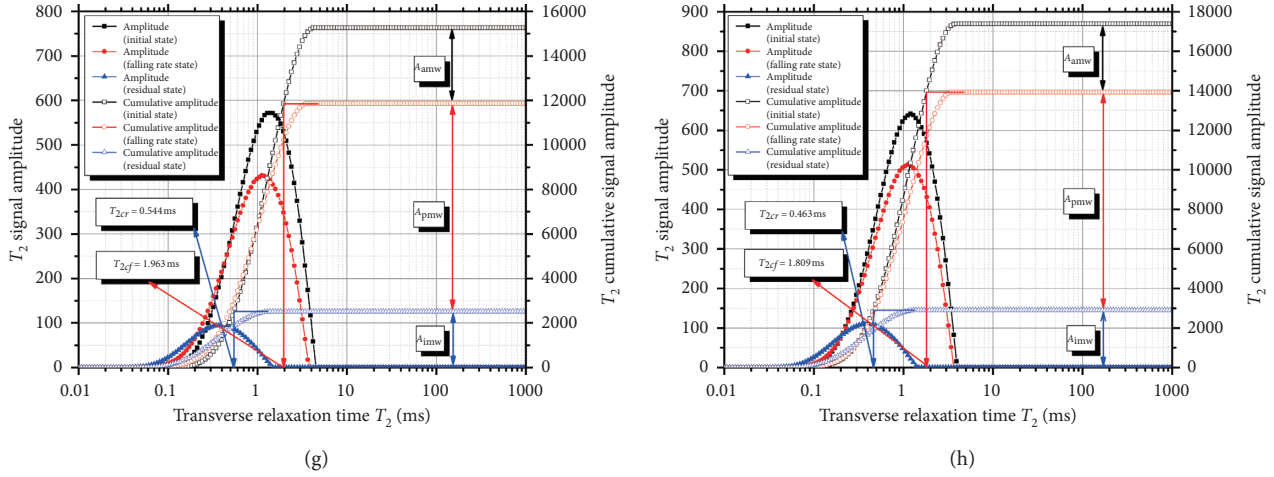 800
700
600
500
400
300
200
100
0
T2 signal amplitude
16000
14000
12000
10000
8000
6000
4000
2000
0
T2 cumulative signal amplitude
Amplitude
(initial state)
Amplitude
(falling rate state)
Amplitude
(residual state)
Cumulative amplitude
(initial state)
Cumulative amplitude
(falling rate state)
Cumulative amplitude
(residual state)
T2cr = 0.544 ms
T2cf = 1.963 ms
Aamw
Apmw
Aimw
0.01 0.1 1 10 100 1000
Transverse relaxation time T2 (ms)
(g)
900
800
700
600
500
400
300
200
100
0
T2 signal amplitude
18000
16000
14000
12000
10000
8000
6000
4000
2000
0
T2 cumulative signal amplitude
Amplitude
(initial state)
Amplitude
(falling rate state)
Amplitude
(residual state)
Cumulative amplitude
(initial state)
Cumulative amplitude
(falling rate state)
Cumulative amplitude
(residual state)
T2cr = 0.463 ms
T2cf = 1.809 ms
Aamw
Apmw
Aimw
0.01 0.1 1 10 100 1000
Transverse relaxation time T2 (ms)
(h)